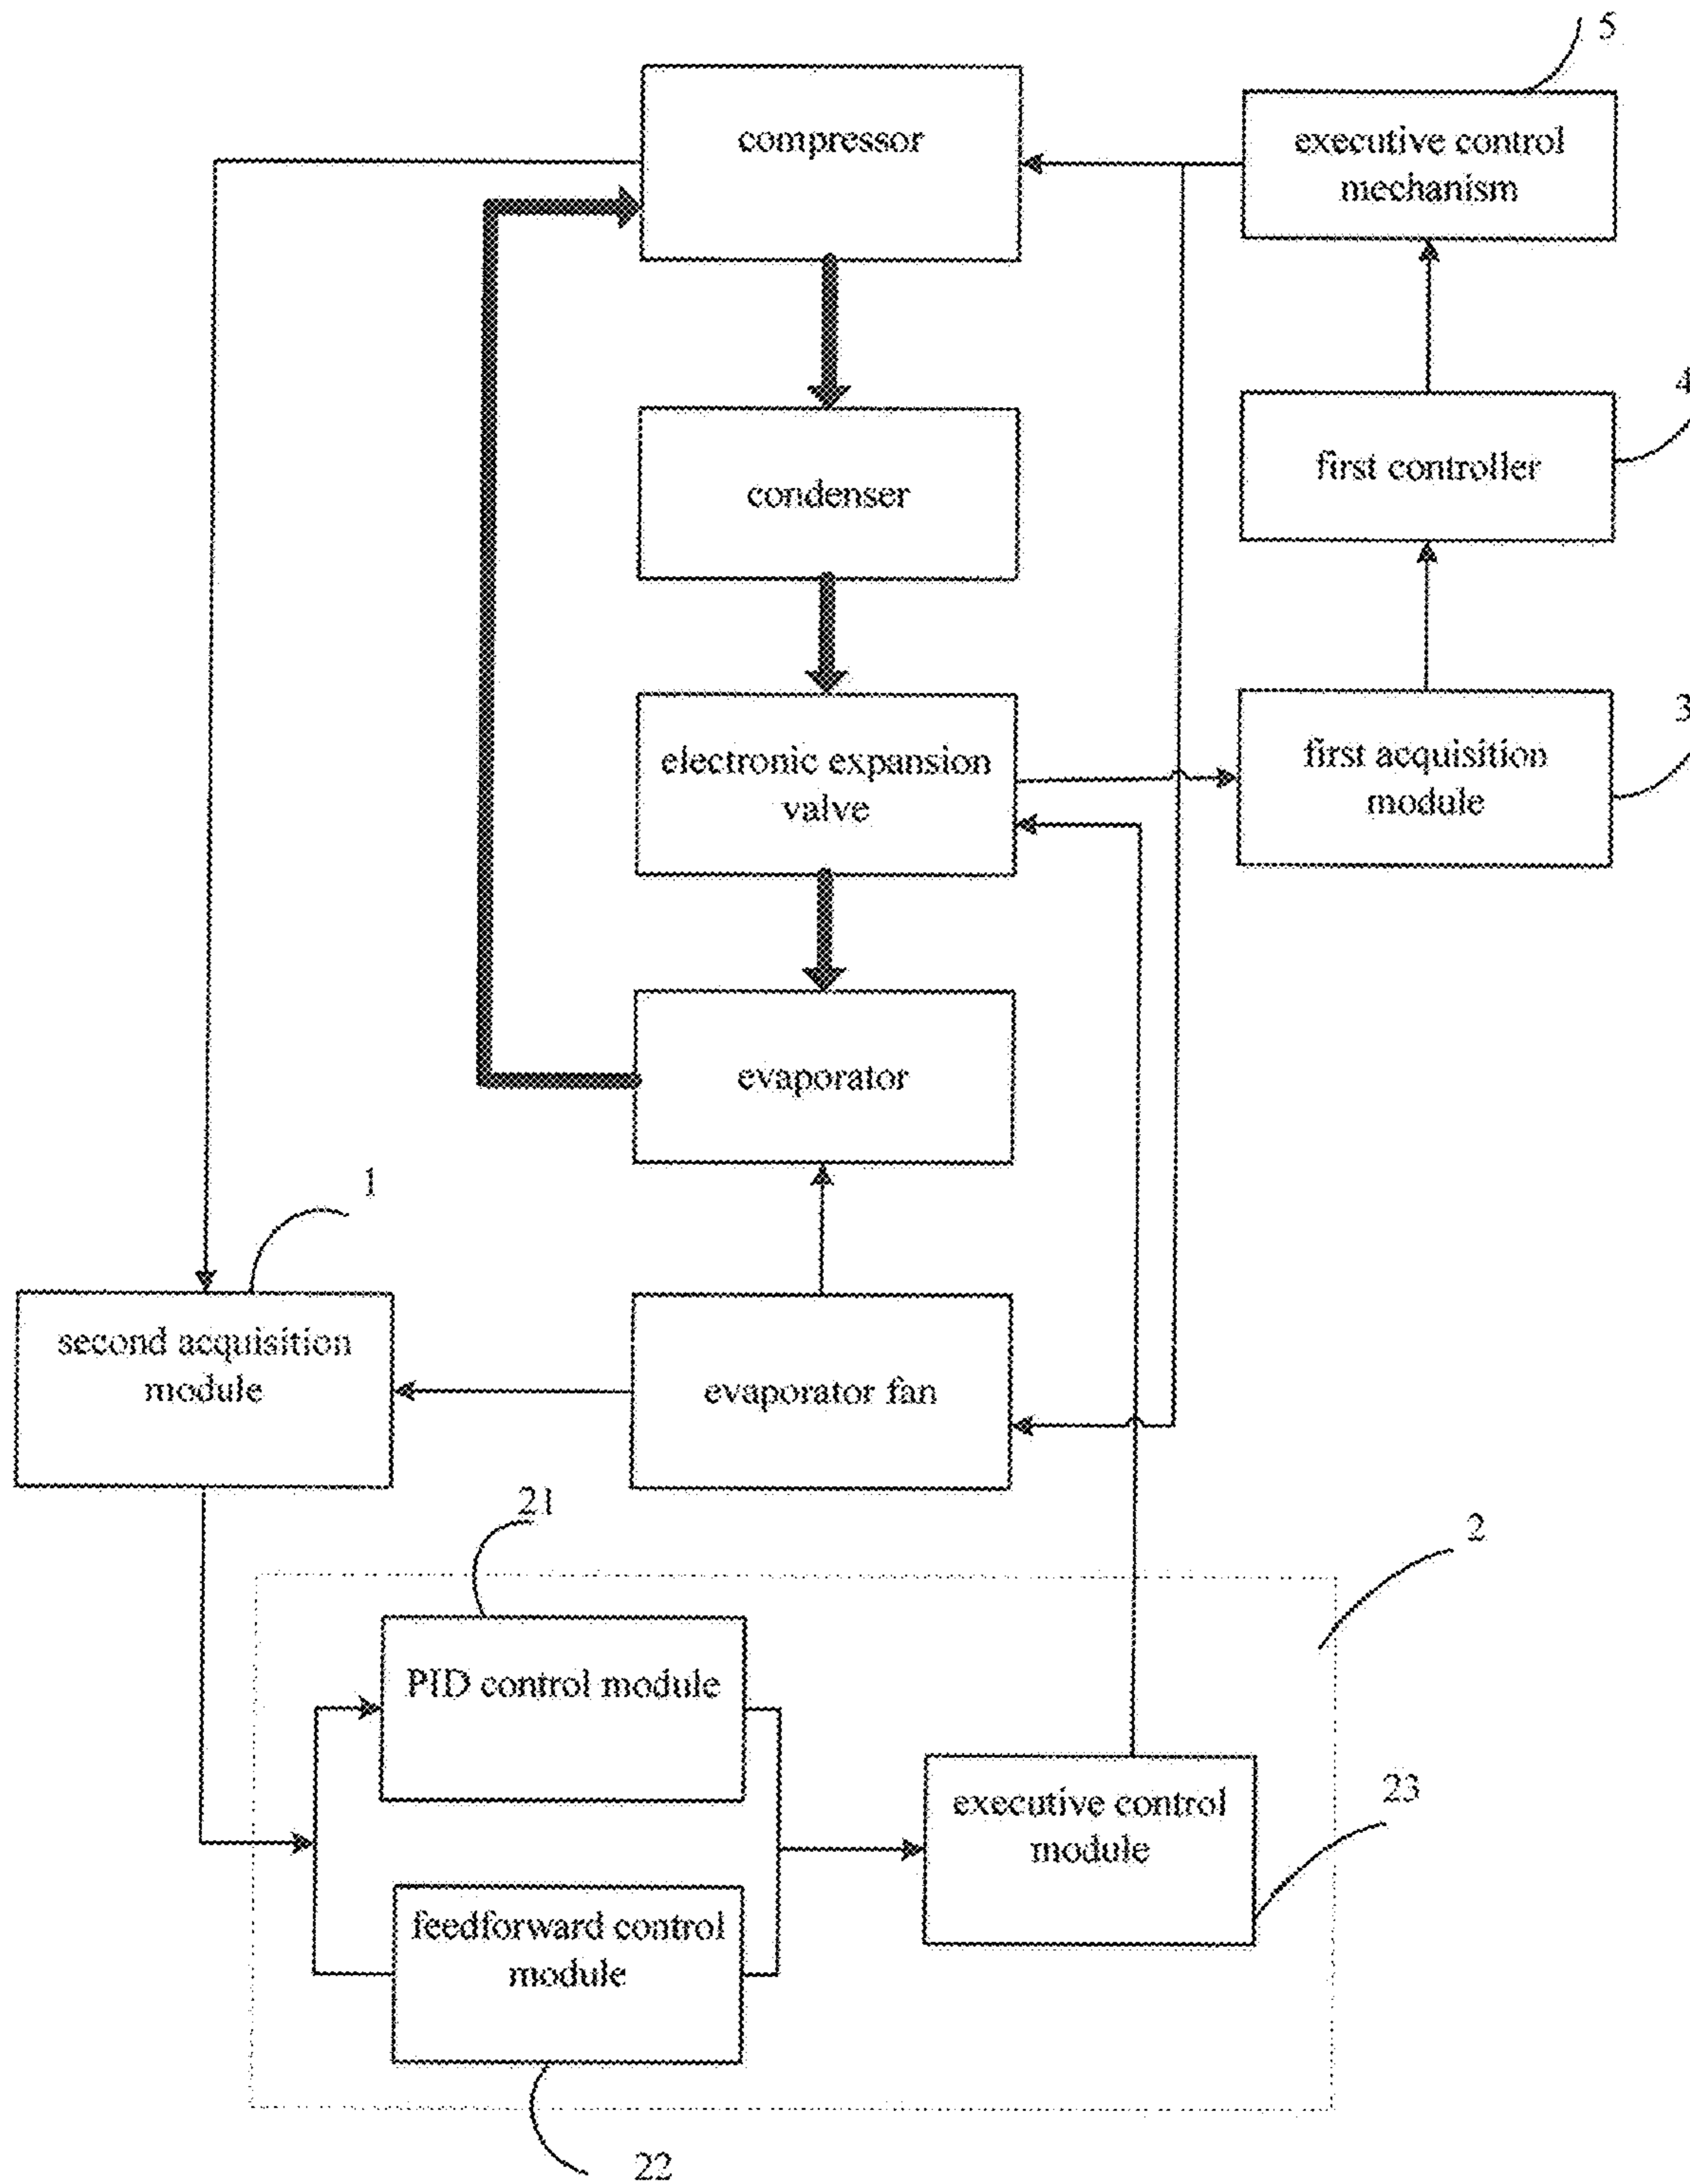 5
compressor
executive control
mechanism
4
first controller
condenser
3
electronic expansion
valve
first acquisition
module
evaporator
1
second acquisition
module
evaporator fan
21
2
PID control module
23
executive control
module
feedforward control
module
22